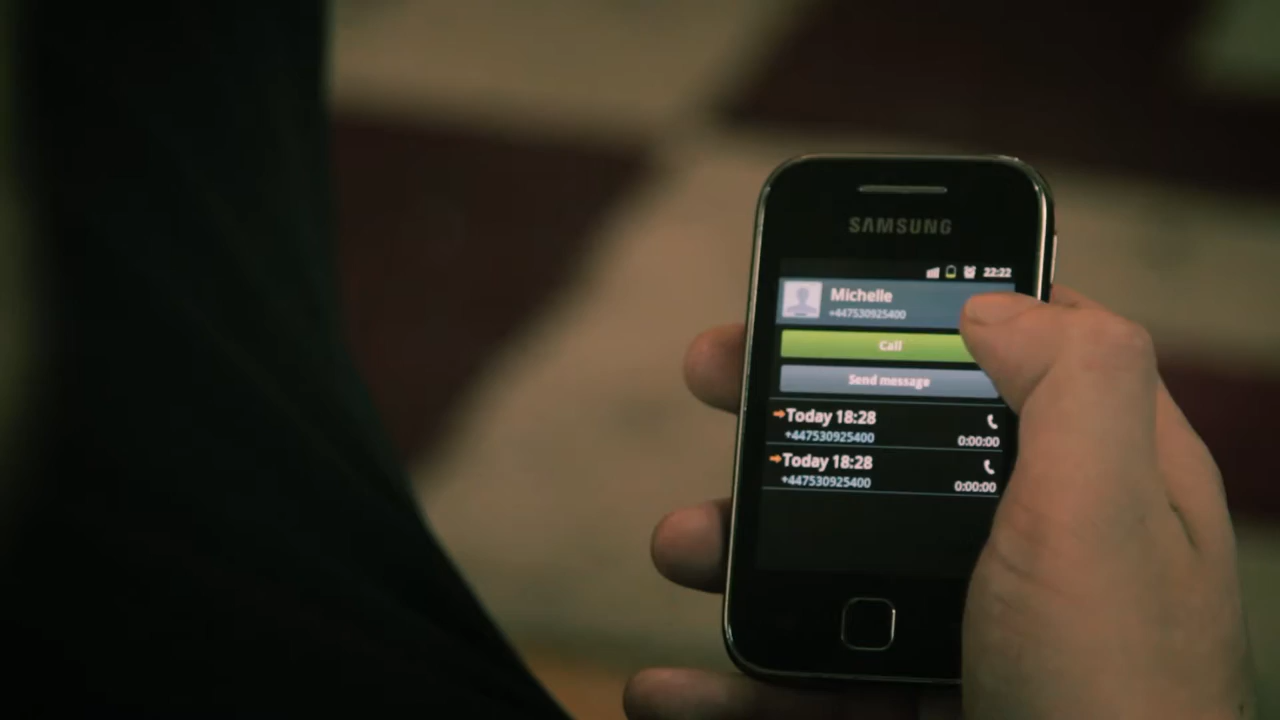 SAMSUNG
22:22
Michelle
+447530925400
Call
Send message
Today 18:28
+447530925400 0:00:00
Today 18:28
+447530925400 0:00:00